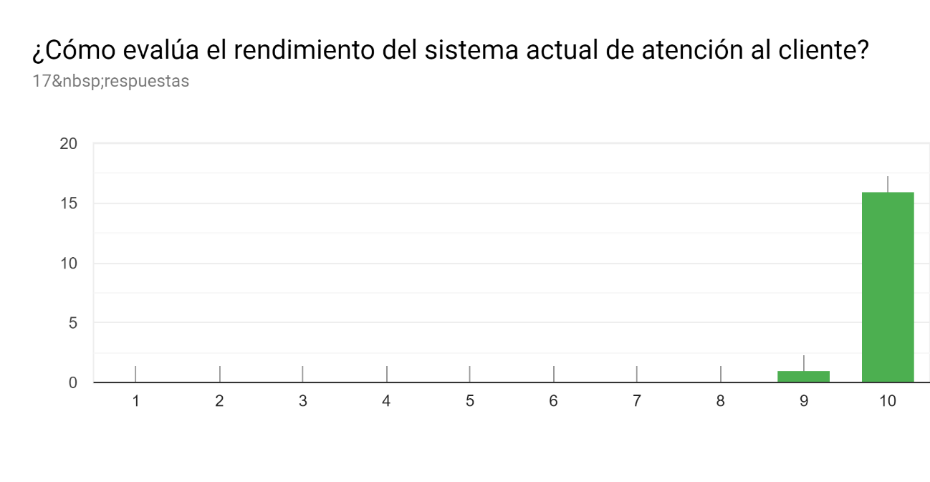 ¿Cómo evalúa el rendimiento del sistema actual de atención al cliente?
17&nbsp;respuestas
20
15
10
5
0
1 2 3 4 5 6 7 8 9 10